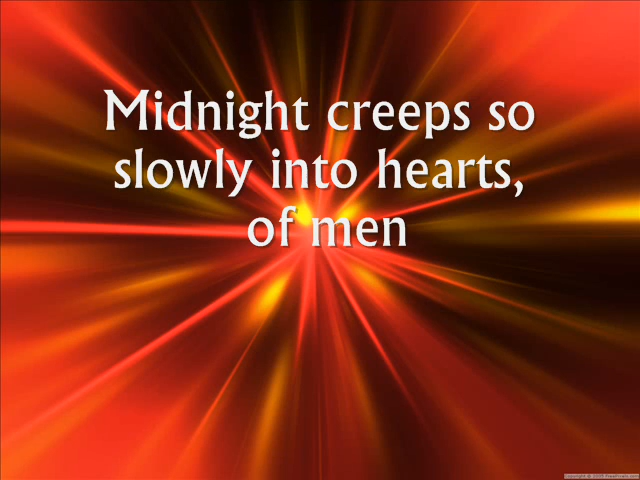 Midnight creeps so
slowly into hearts,
of men